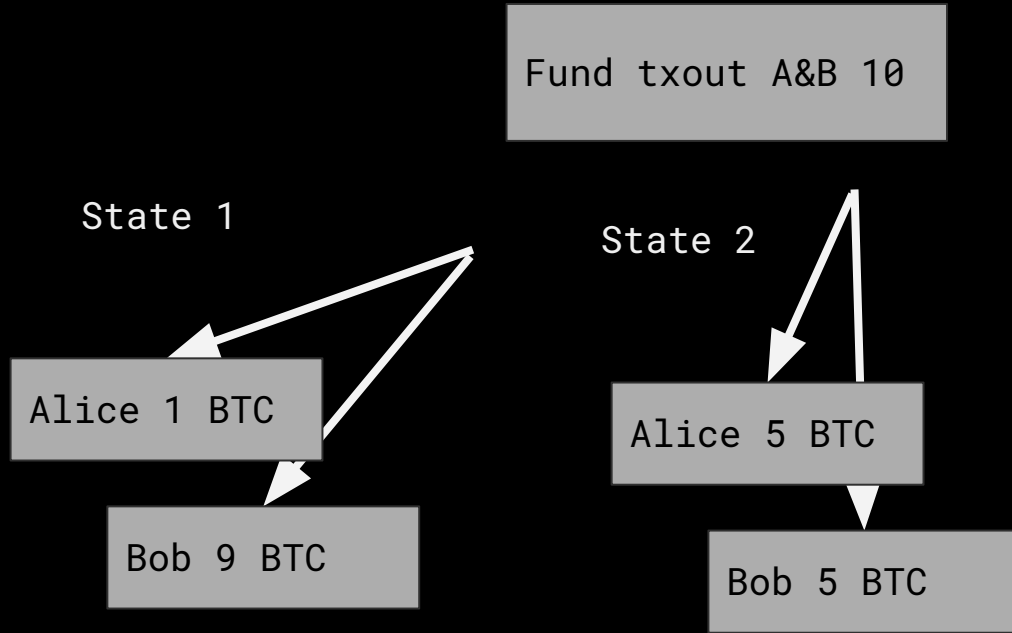 Fund txout A&B 10
State 1
State 2
Alice 1 BTC
Alice 5 BTC
Bob 9 BTC
Bob 5 BTC